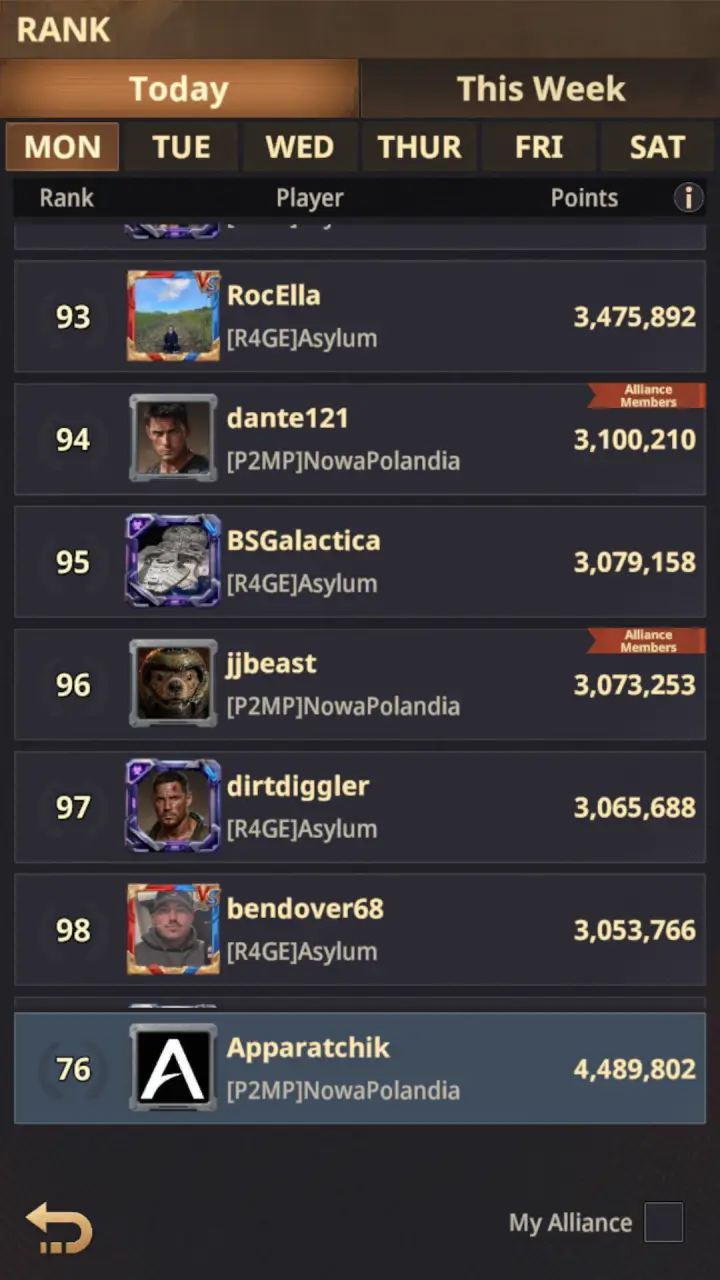 RANK
Today
This Week
MON TUE WED THUR FRI SAT
Rank Player Points
93
RocElla
[R4GE]Asylum
3,475,892
Alliance
Members
94
dante121
[P2MP]NowaPolandia
3,100,210
95
BSGalactica
[R4GE]Asylum
3,079,158
Alliance
Members
96
jjbeast
[P2MP]NowaPolandia
3,073,253
97
dirtdiggler
[R4GE]Asylum
3,065,688
98
bendover68
[R4GE]Asylum
3,053,766
76
Apparatchik
[P2MP]NowaPolandia
4,489,802
My Alliance